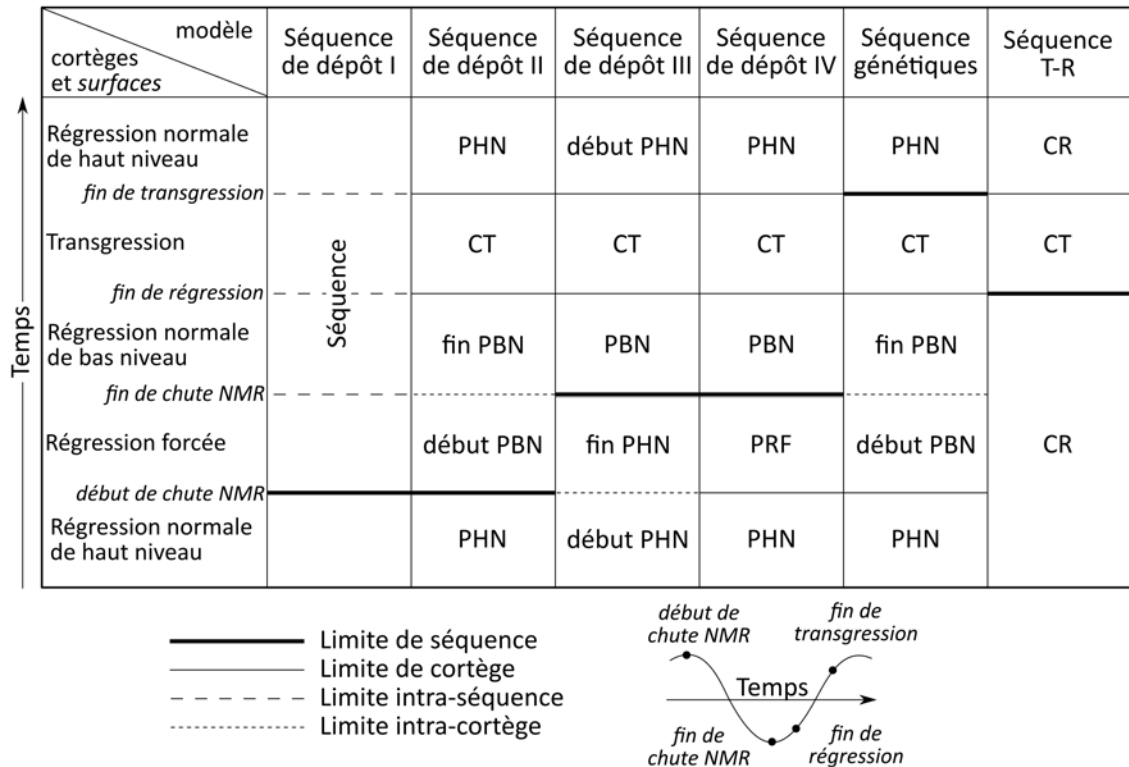 modèle
cortèges
et surfaces
Séquence
de dépôt I
Séquence
de dépôt II
Séquence
de dépôt III
Séquence
de dépôt IV
Séquence
génétiques
Séquence
T-R
Temps
Régression normale
de haut niveau
PHN
début PHN
PHN
PHN
CR
fin de transgression
Transgression
Séquence
CT
CT
CT
CT
CT
fin de régression
Régression normale
de bas niveau
fin PBN
PBN
PBN
fin PBN
fin de chute NMR
Régression forcée
début PBN
fin PHN
PRF
début PBN
CR
début de chute NMR
Régression normale
de haut niveau
PHN
début PHN
PHN
PHN
Limite de séquence
Limite de cortège
Limite intra-séquence
Limite intra-cortège
début de
chute NMR
fin de
transgression
Temps
fin de
chute NMR
fin de
régression